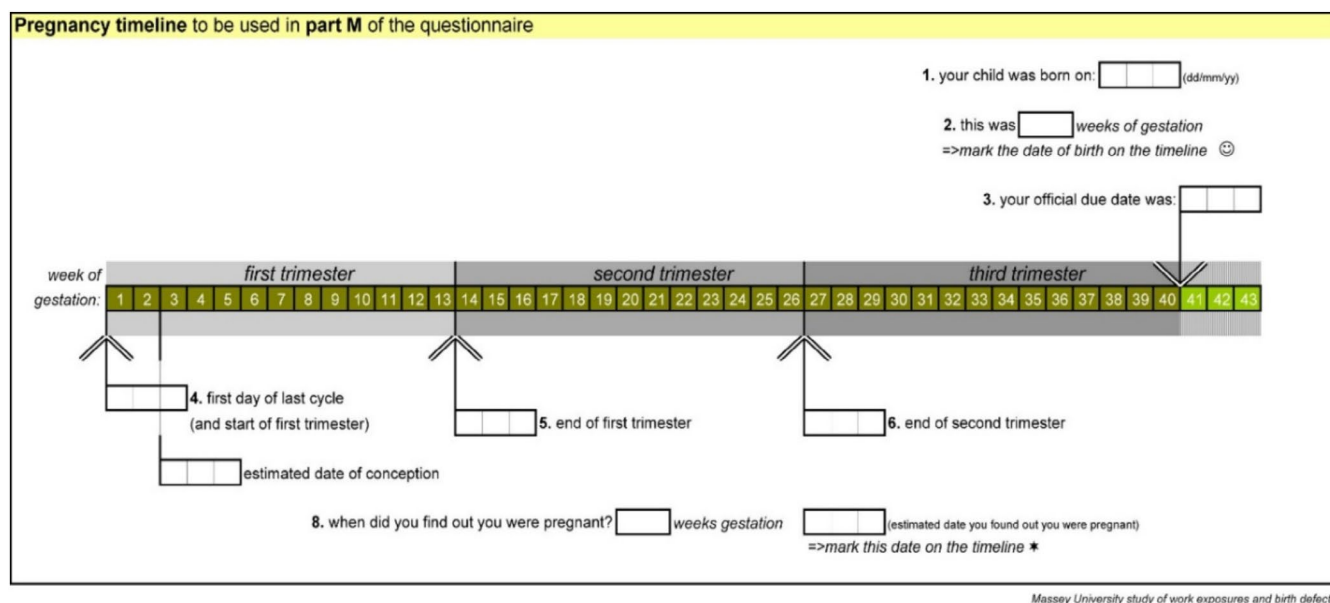 Pregnancy timeline to be used in part M of the questionnaire
1. your child was born on: (dd/mm/yy)
2. this was weeks of gestation
=>mark the date of birth on the timeline ☺
3. your official due date was:
week of first trimester second trimester third trimester
gestation: 1 2 3 4 5 6 7 8 9 10 11 12 13 14 15 16 17 18 19 20 21 22 23 24 25 26 27 28 29 30 31 32 33 34 35 36 37 38 39 40 41 42 43
4. first day of last cycle
(and start of first trimester)
5. end of first trimester
6. end of second trimester
estimated date of conception
8. when did you find out you were pregnant? weeks gestation (estimated date you found out you were pregnant)
=>mark this date on the timeline ✶
Massey University study of work exposures and birth defect